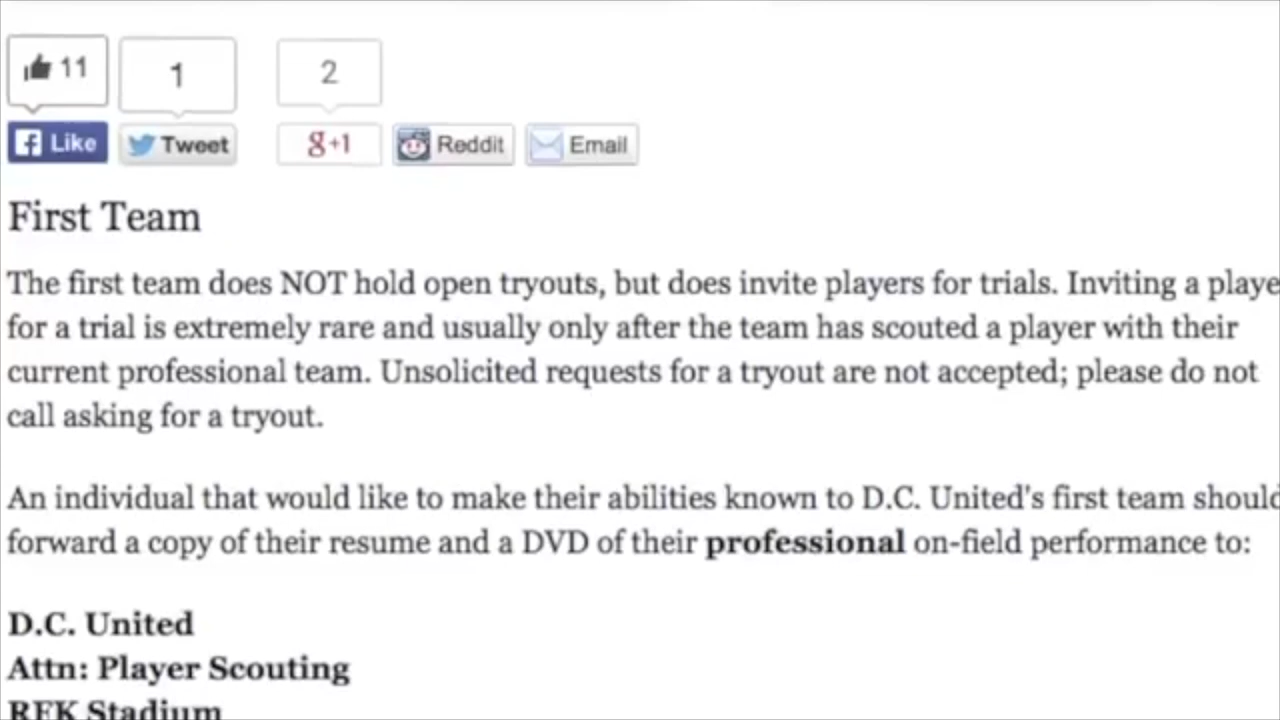 11 1 2
Like Tweet g+1 Reddit Email
First Team
The first team does NOT hold open tryouts, but does invite players for trials. Inviting a playe
for a trial is extremely rare and usually only after the team has scouted a player with their
current professional team. Unsolicited requests for a tryout are not accepted; please do not
call asking for a tryout.
An individual that would like to make their abilities known to D.C. United's first team should
forward a copy of their resume and a DVD of their professional on-field performance to:
D.C. United
Attn: Player Scouting
RFK Stadium